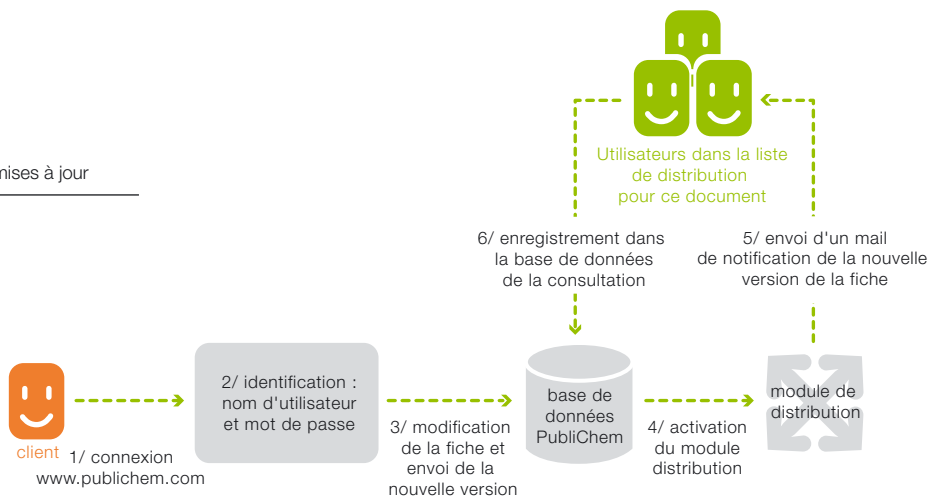 mises à jour
Utilisateurs dans la liste
de distribution
pour ce document
6/ enregistrement dans
la base de données
de la consultation
5/ envoi d'un mail
de notification de la nouvelle
version de la fiche
client
1/ connexion
www.publichem.com
2/ identification :
nom d'utilisateur
et mot de passe
3/ modification
de la fiche et
envoi de la
nouvelle version
base de
données
PubliChem
4/ activation
du module
distribution
module de
distribution